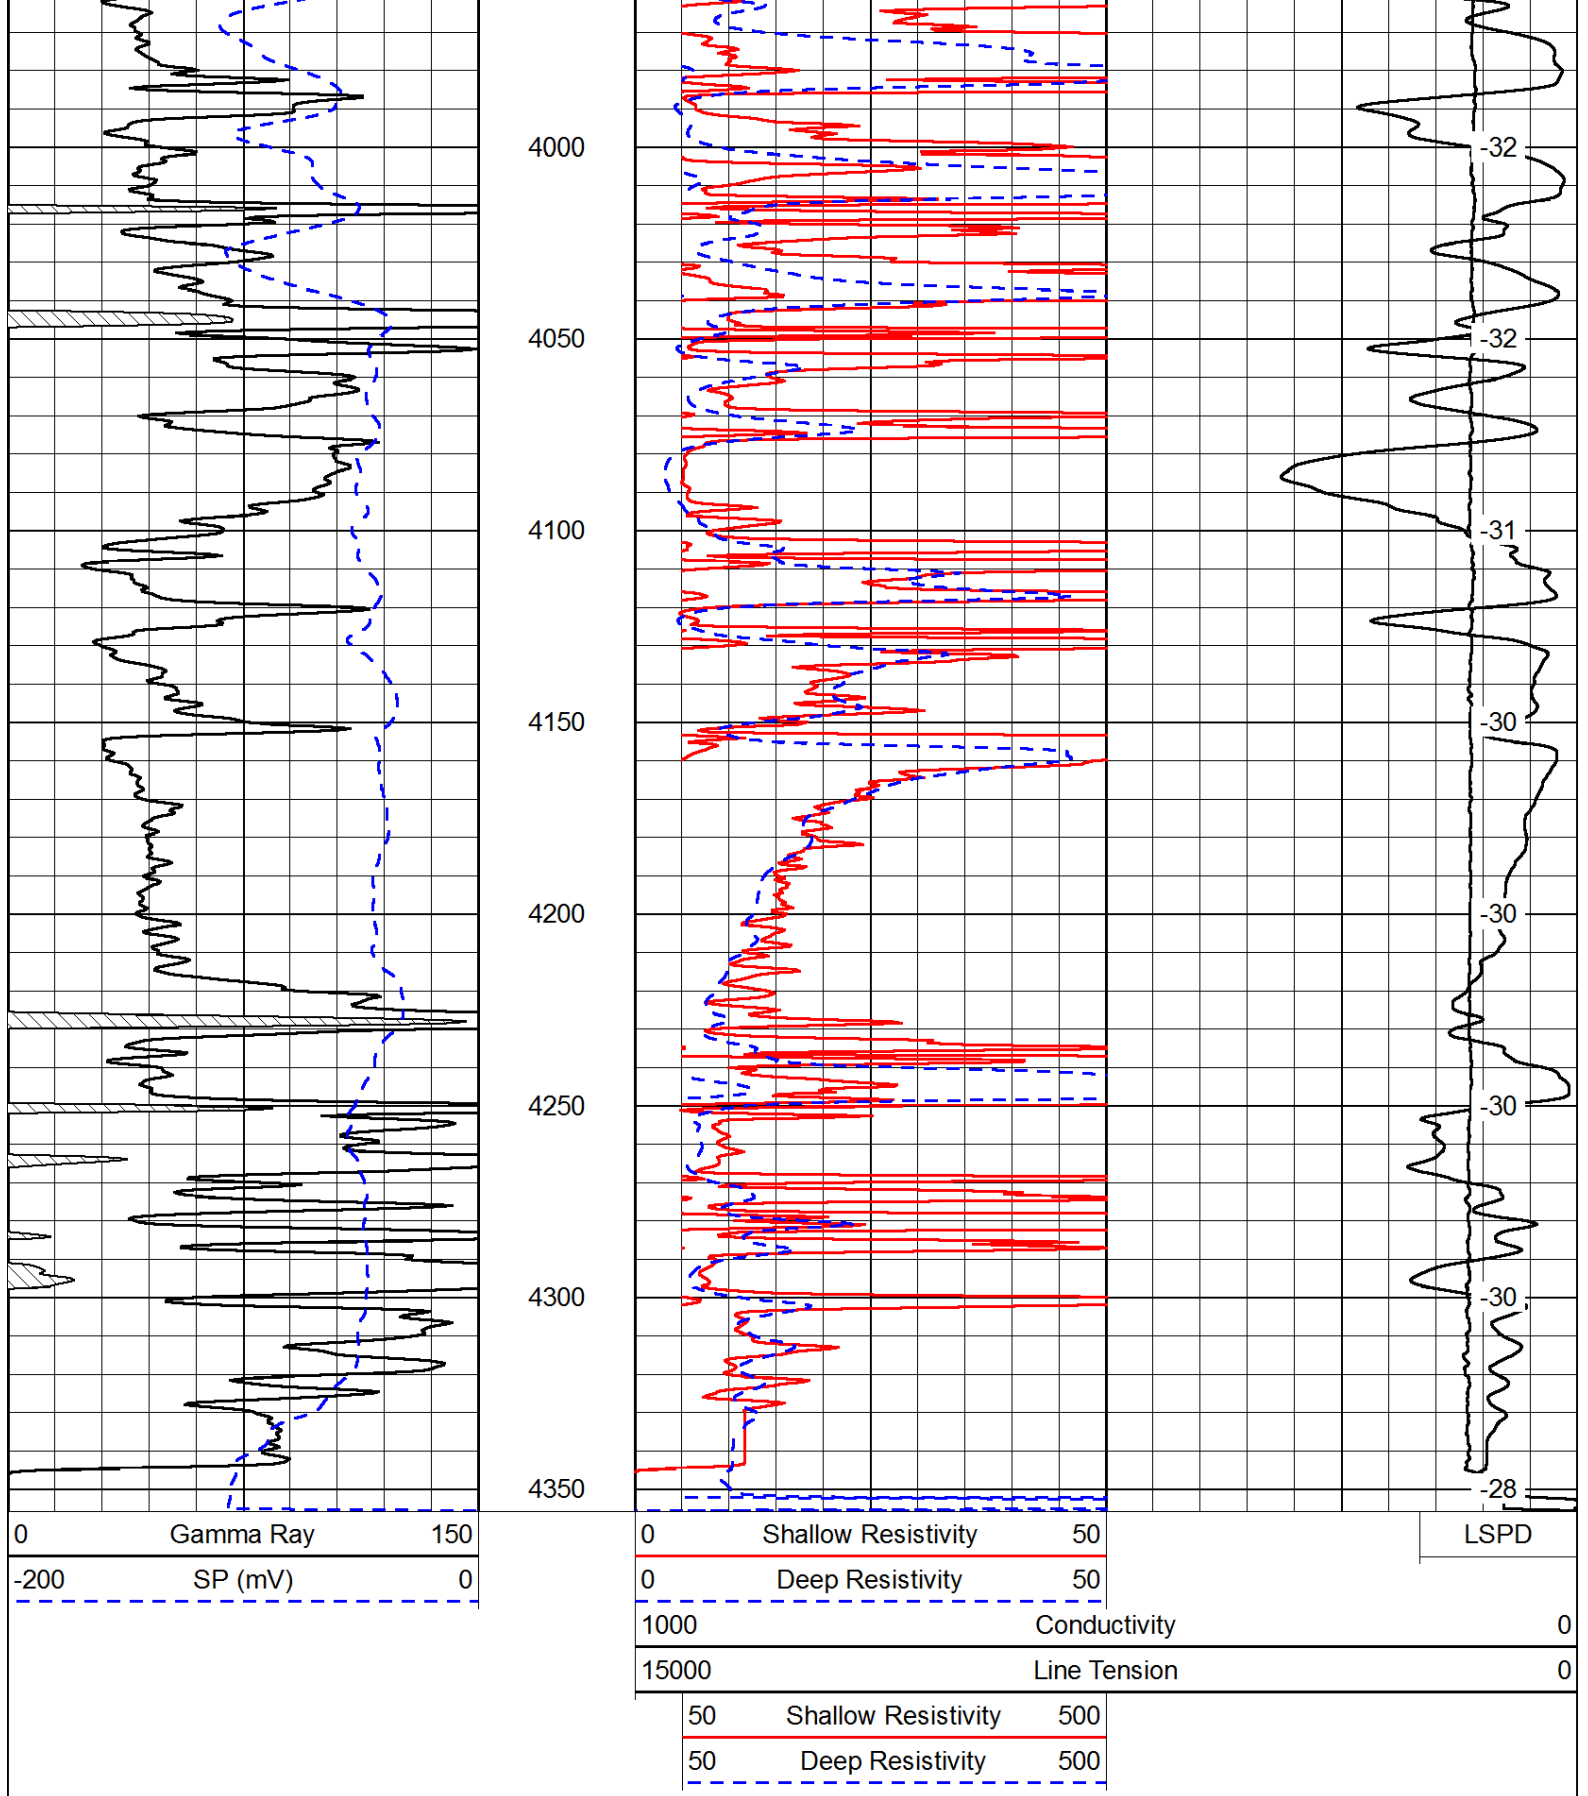 4000 -32
4050 -32
4100 -31
4150 -30
4200 -30
4250 -30
4300 -30
4350 -28
0 Gamma Ray 150 0 Shallow Resistivity 50 LSPD
-200 SP (mV) 0 0 Deep Resistivity 50
1000 Conductivity 0
15000 Line Tension 0
50 Shallow Resistivity 500
50 Deep Resistivity 500